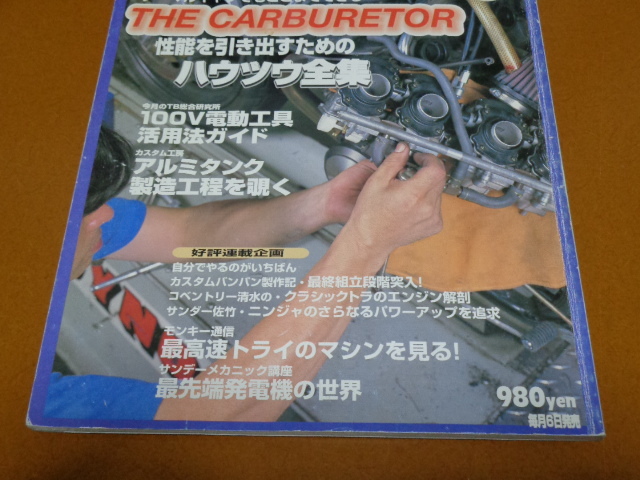 THE CARBURETOR
性能を引き出すための
ハウツウ全集
今月のTB総合研究所
100V電動工具
活用法ガイド
カスタム工房
アルミタンク
製造工程を覗く
好評連載企画
自分でやるのがいちばん
カスタムバンバン製作記・最終組立段階突入!
コベントリー清水の・クラシックトラのエンジン解剖
サンダー佐竹・ニンジャのさらなるパワーアップを追求
モンキー通信
最高速トライのマシンを見る!
サンデーメカニック講座
最先端発電機の世界
980yen
毎月6日発売